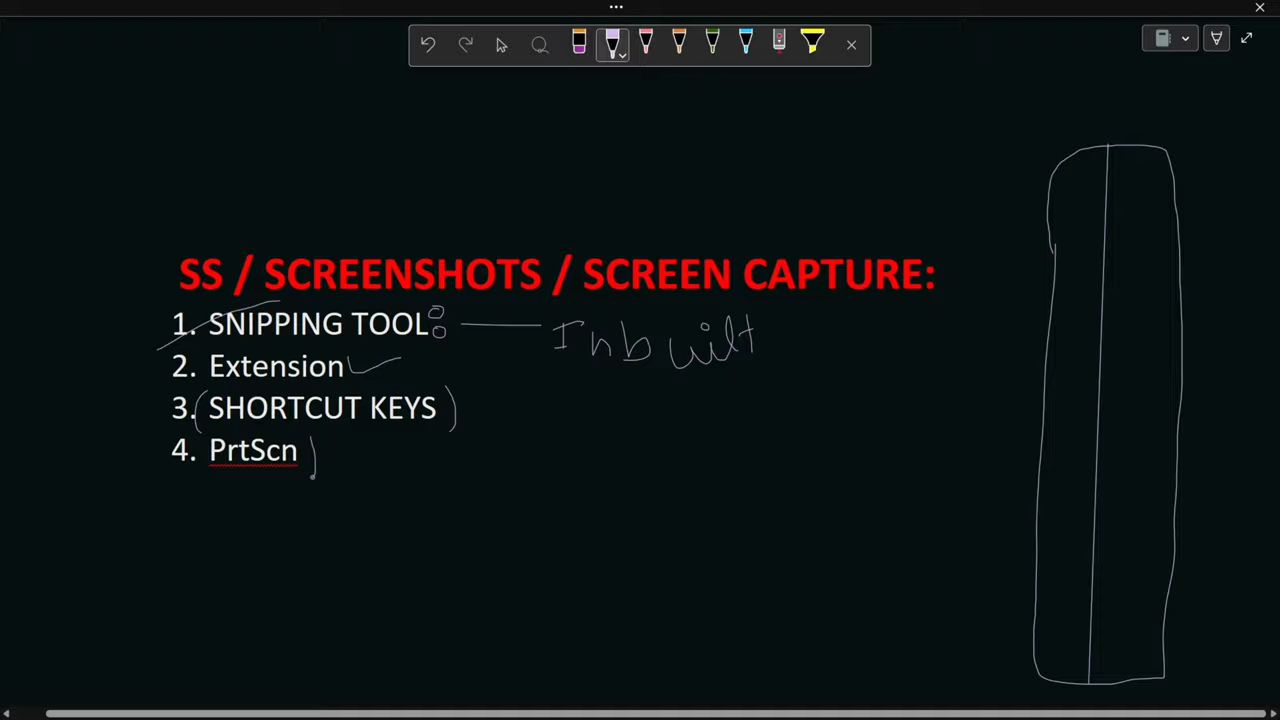 SS / SCREENSHOTS / SCREEN CAPTURE:
1. SNIPPING TOOL: Inbuilt
2. Extension
3. (SHORTCUT KEYS)
4. PrtScn)